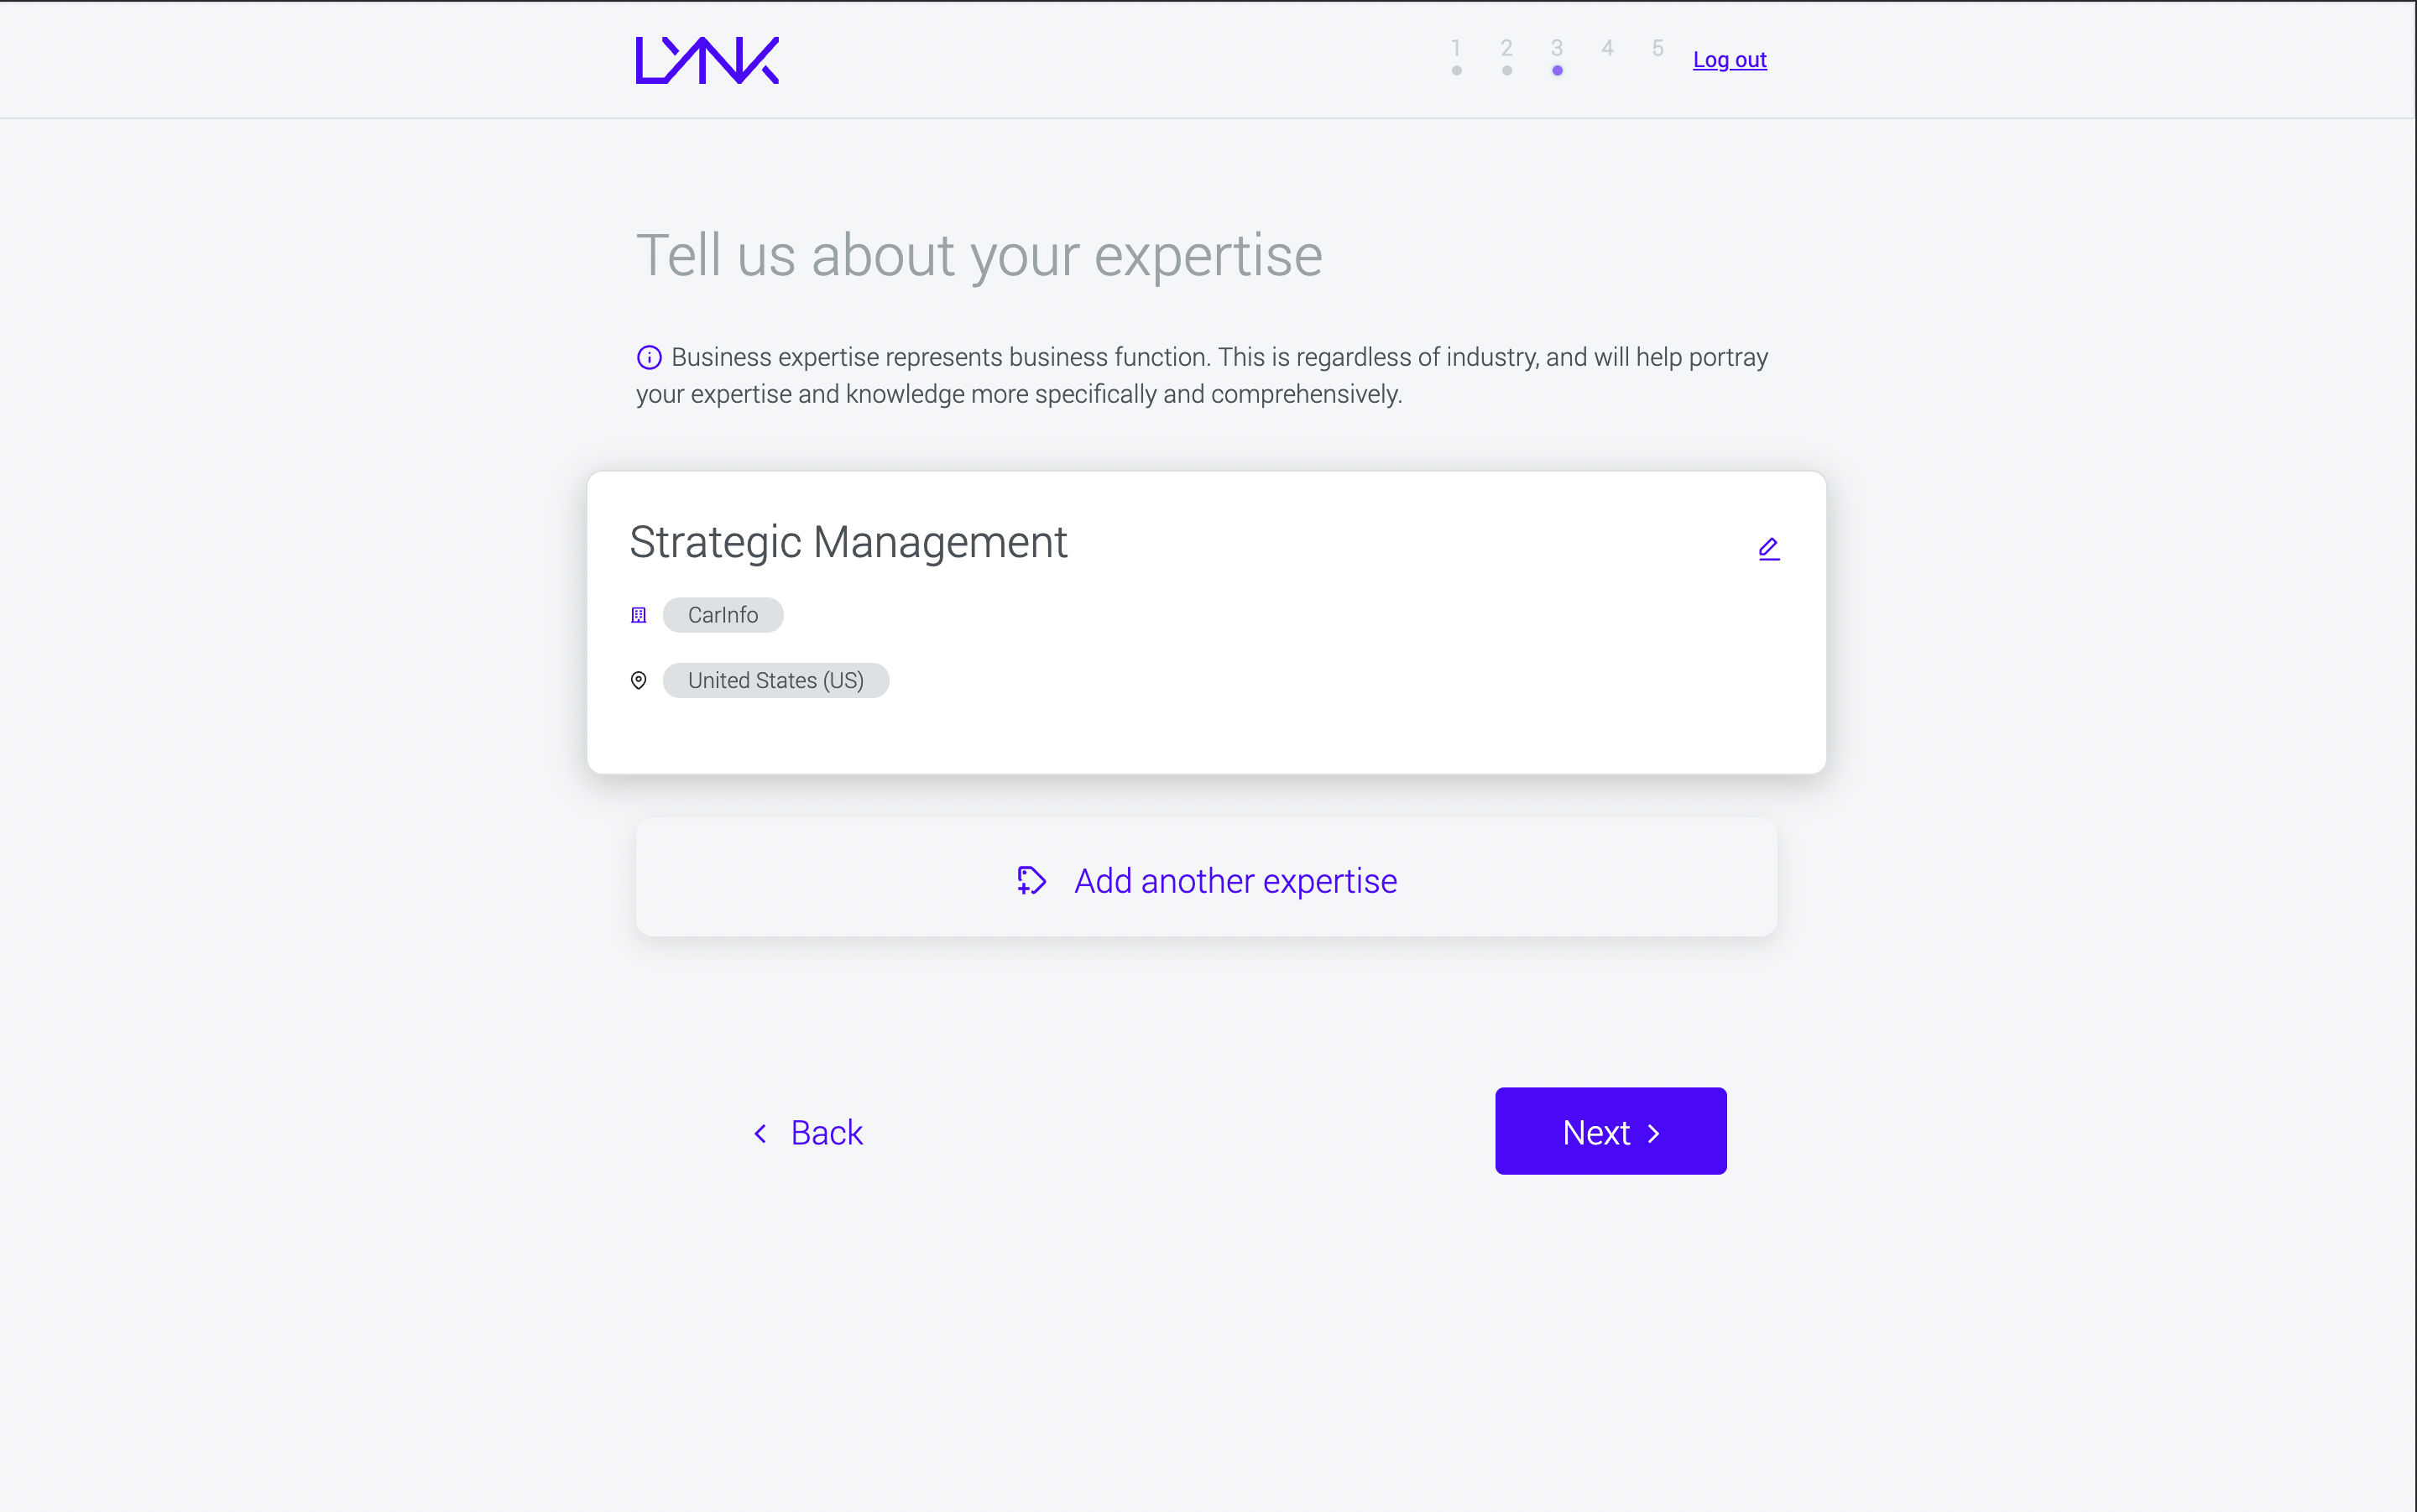 LYNK
1 2 3 4 5 Log out
Tell us about your expertise
Business expertise represents business function. This is regardless of industry, and will help portray
your expertise and knowledge more specifically and comprehensively.
Strategic Management
CarInfo
United States (US)
Add another expertise
Back
Next